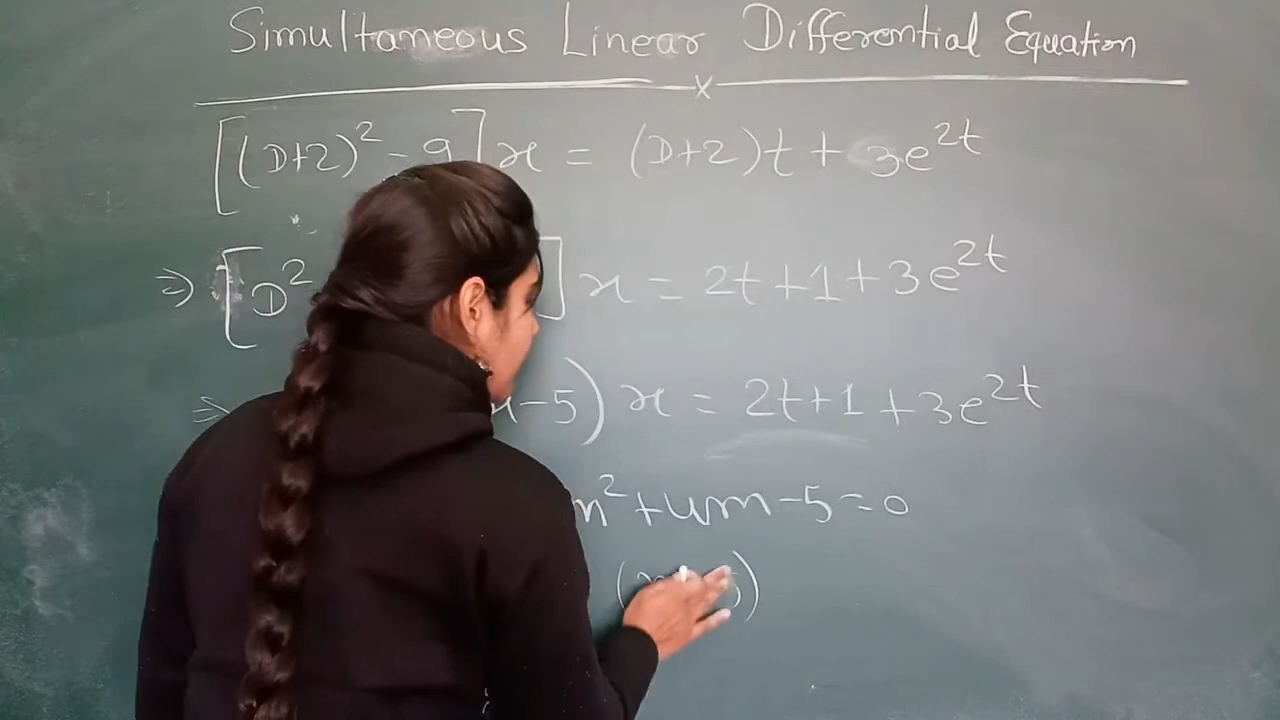 Simultaneous Linear Differential Equation
x
[(D+2)² - 9] x = (D+2)t + 3e^{2t}
⇒ [D² ] x = 2t+1+3e^{2t}
⇒ -5) x = 2t+1+3e^{2t}
m²+4m-5=0
( )